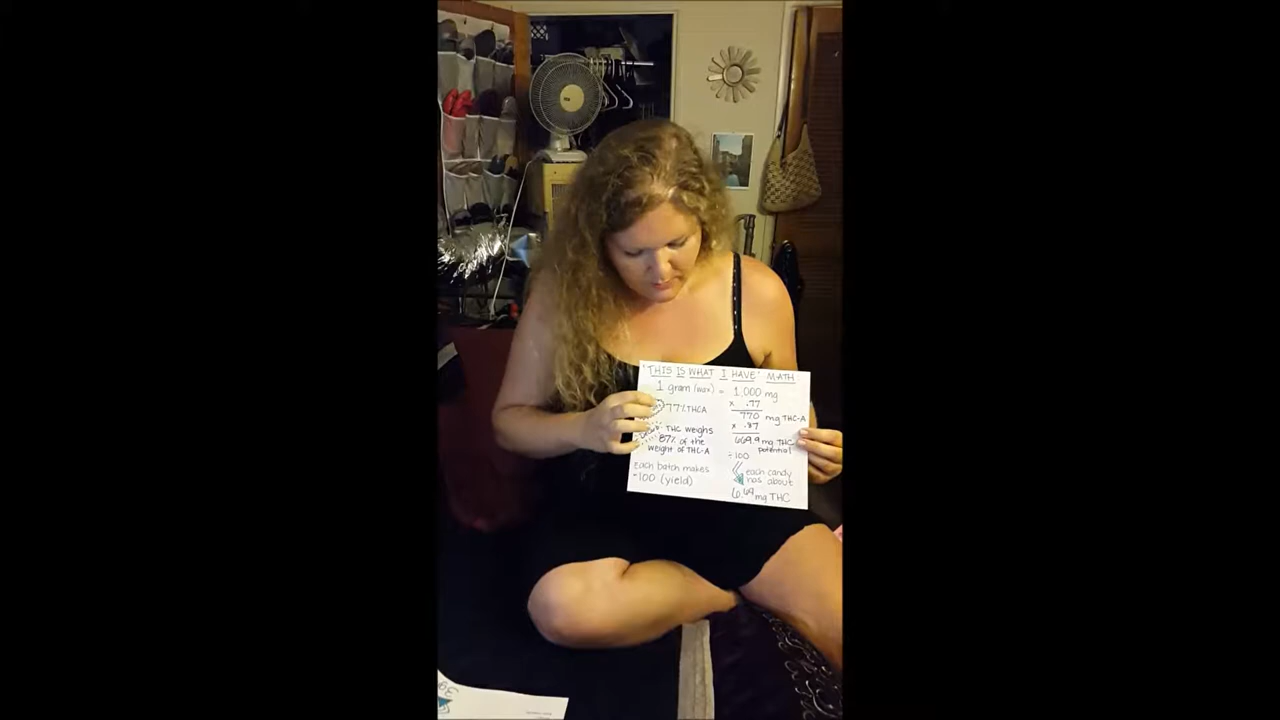 "THIS IS WHAT I HAVE" MATH
1 gram (wax) = 1,000 mg
x .77
77% THCA
770 mg THC-A
x .87
THC weighs
87% of the
weight of THC-A
669.9 mg THC
potential
÷100
Each batch makes
~100 (yield)
each candy
has about
6.69 mg THC